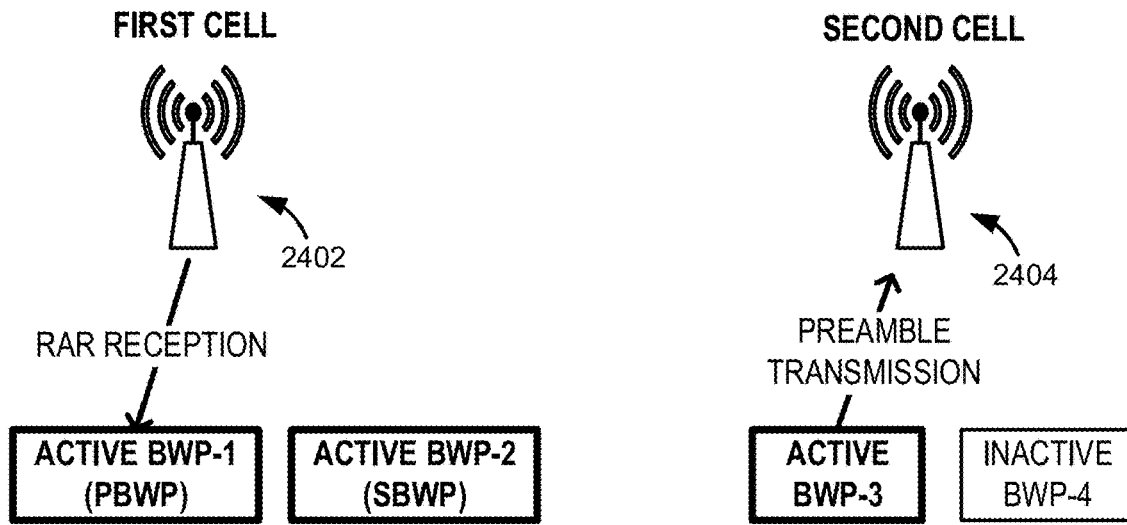 FIRST CELL
SECOND CELL
2402
2404
RAR RECEPTION
PREAMBLE
TRANSMISSION
ACTIVE BWP-1
(PBWP)
ACTIVE BWP-2
(SBWP)
ACTIVE
BWP-3
INACTIVE
BWP-4